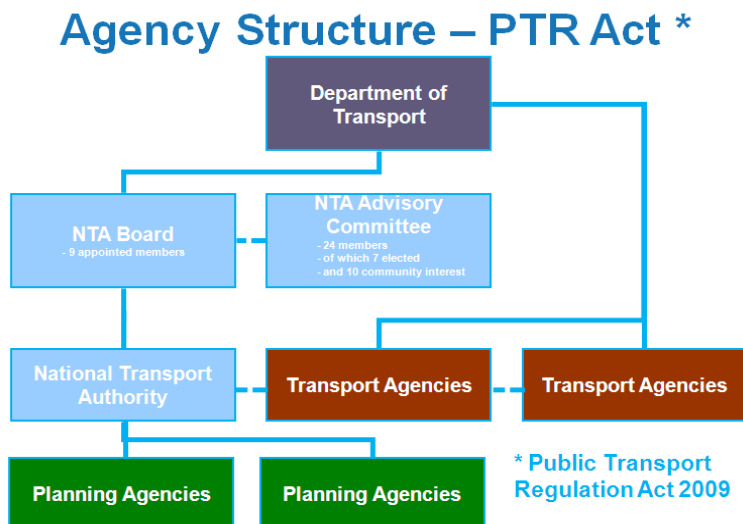 Agency Structure – PTR Act *
Department of
Transport
NTA Board
- 9 appointed members
NTA Advisory
Committee
- 24 members
- of which 7 elected
- and 10 community interest
National Transport
Authority
Transport Agencies
Transport Agencies
Planning Agencies
Planning Agencies
* Public Transport
Regulation Act 2009